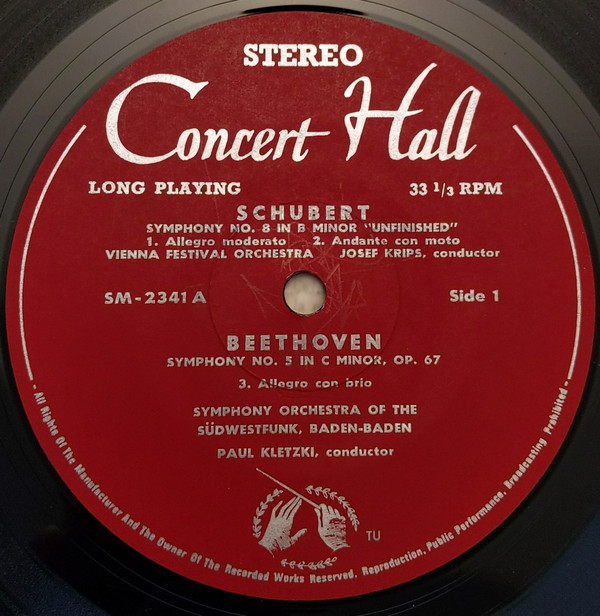 STEREO
Concert Hall
LONG PLAYING 33 1/3 RPM
SCHUBERT
SYMPHONY NO. 8 IN B MINOR "UNFINISHED"
1. Allegro moderato 2. Andante con moto
VIENNA FESTIVAL ORCHESTRA JOSEF KRIPS, conductor
SM-2341 A Side 1
BEETHOVEN
SYMPHONY NO. 5 IN C MINOR, OP. 67
3. Allegro con brio
SYMPHONY ORCHESTRA OF THE
SÜDWESTFUNK, BADEN-BADEN
PAUL KLETZKI, conductor
TU
- All Rights Of The Manufacturer And The Owner Of The Recorded Works Reserved. Reproduction, Public Performance, Broadcasting Prohibited -